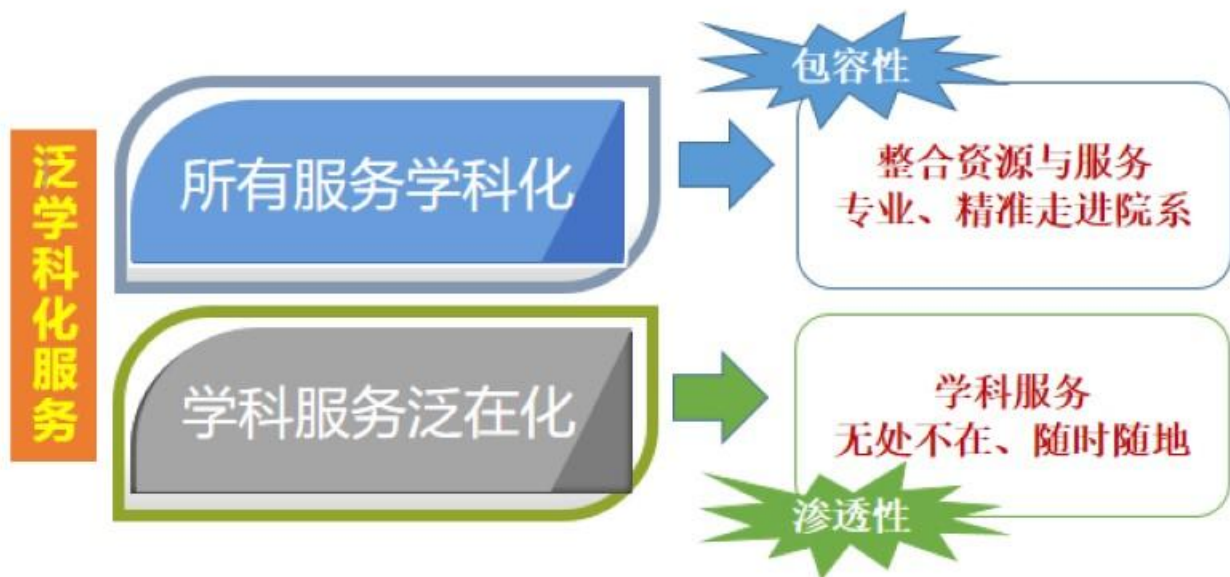 泛学科化服务
所有服务学科化
包容性
整合资源与服务
专业、精准走进院系
学科服务泛在化
学科服务
无处不在、随时随地
渗透性